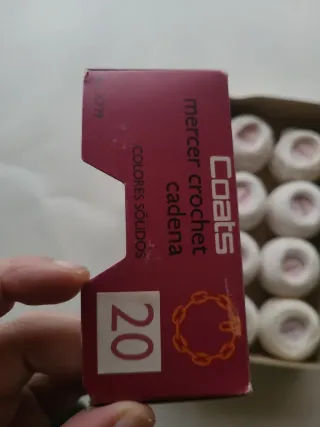 Coats
mercer crochet
cadena
COLORES SÓLIDOS
20